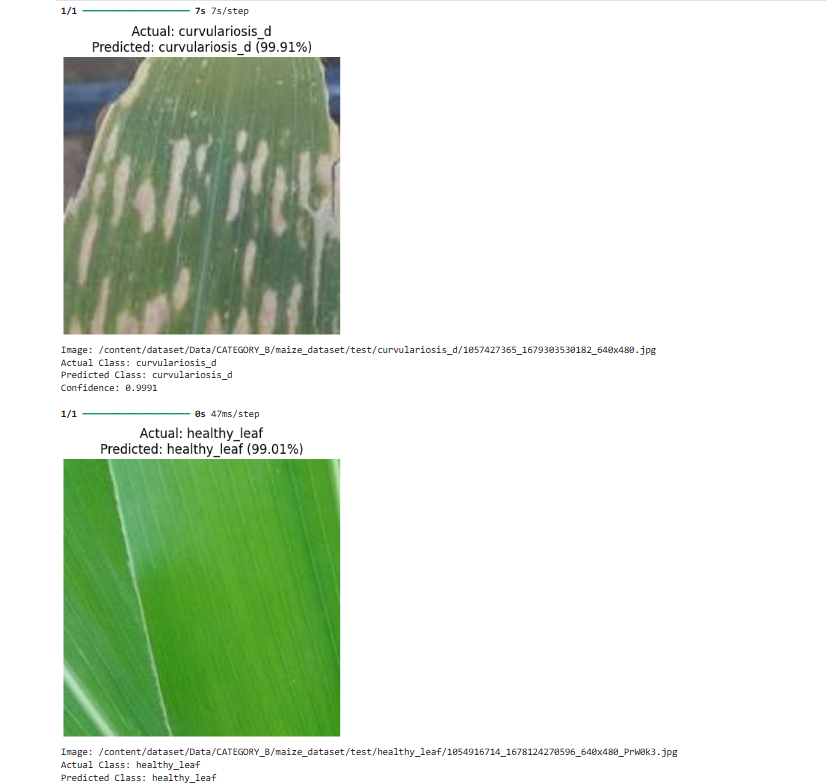 1/1 ━━━━━━━━━━━━━━━━━━━━ 7s 7s/step
Actual: curvulariosis_d
Predicted: curvulariosis_d (99.91%)
Image: /content/dataset/Data/CATEGORY_B/maize_dataset/test/curvulariosis_d/1057427365_1679303530182_640x480.jpg
Actual Class: curvulariosis_d
Predicted Class: curvulariosis_d
Confidence: 0.9991
1/1 ━━━━━━━━━━━━━━━━━━━━ 0s 47ms/step
Actual: healthy_leaf
Predicted: healthy_leaf (99.01%)
Image: /content/dataset/Data/CATEGORY_B/maize_dataset/test/healthy_leaf/1054916714_1678124270596_640x480_PrW0k3.jpg
Actual Class: healthy_leaf
Predicted Class: healthy_leaf